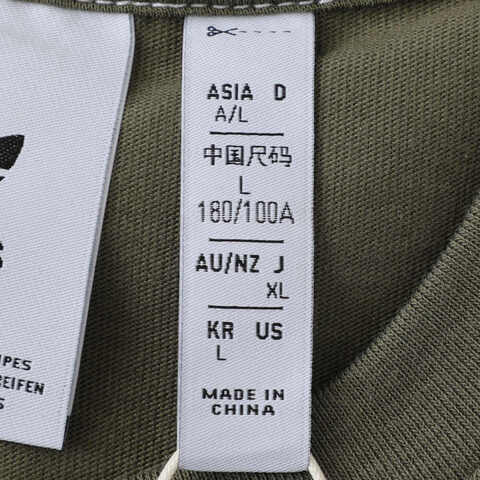 ASIA D
A/L
中国尺码
L
180/100A
AU/NZ J
XL
KR US
L
MADE IN
CHINA
IPES
REIFEN
S